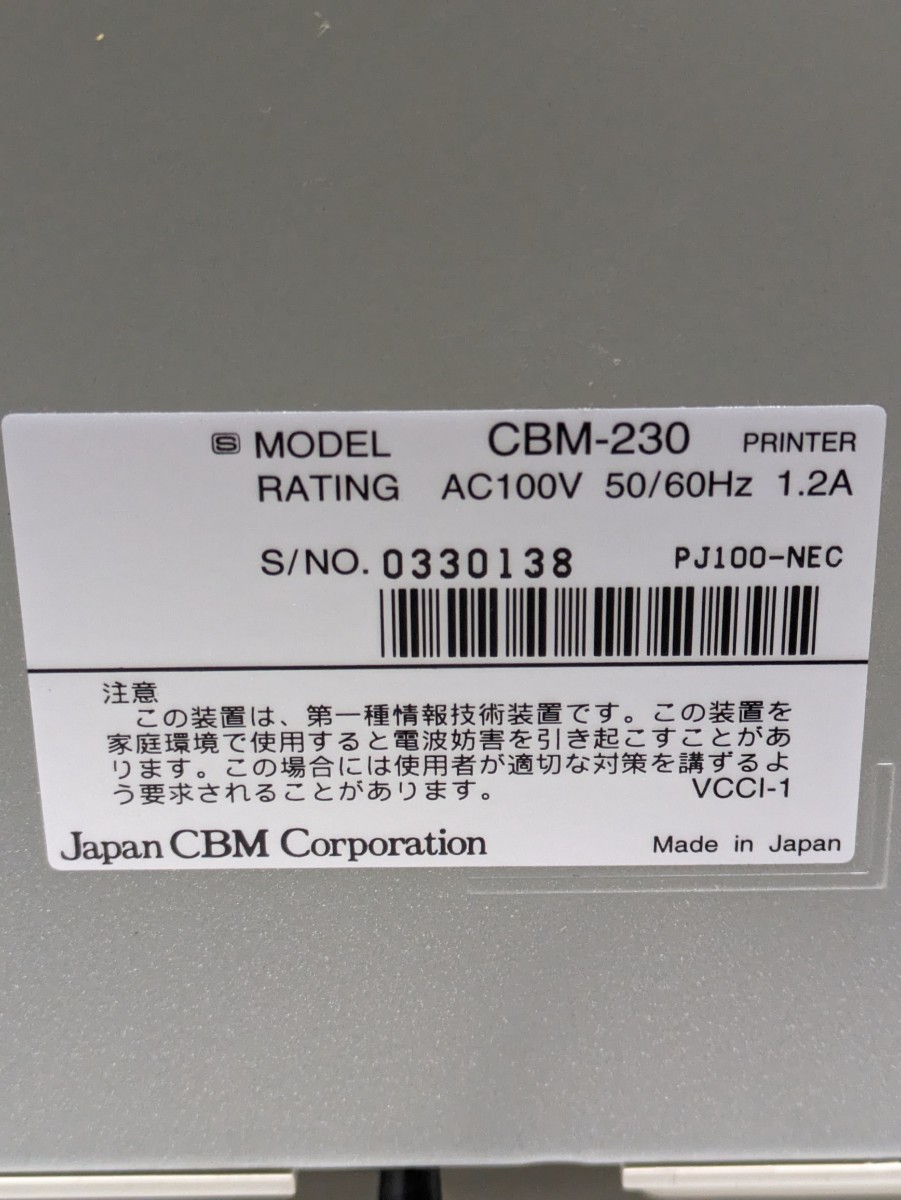 S MODEL CBM-230 PRINTER
RATING AC100V 50/60Hz 1.2A
S/NO. 0330138 PJ100-NEC
注意
この装置は、第一種情報技術装置です。この装置を
家庭環境で使用すると電波妨害を引き起こすことがあ
ります。この場合には使用者が適切な対策を講ずるよ
う要求されることがあります。 VCCI-1
Japan CBM Corporation Made in Japan